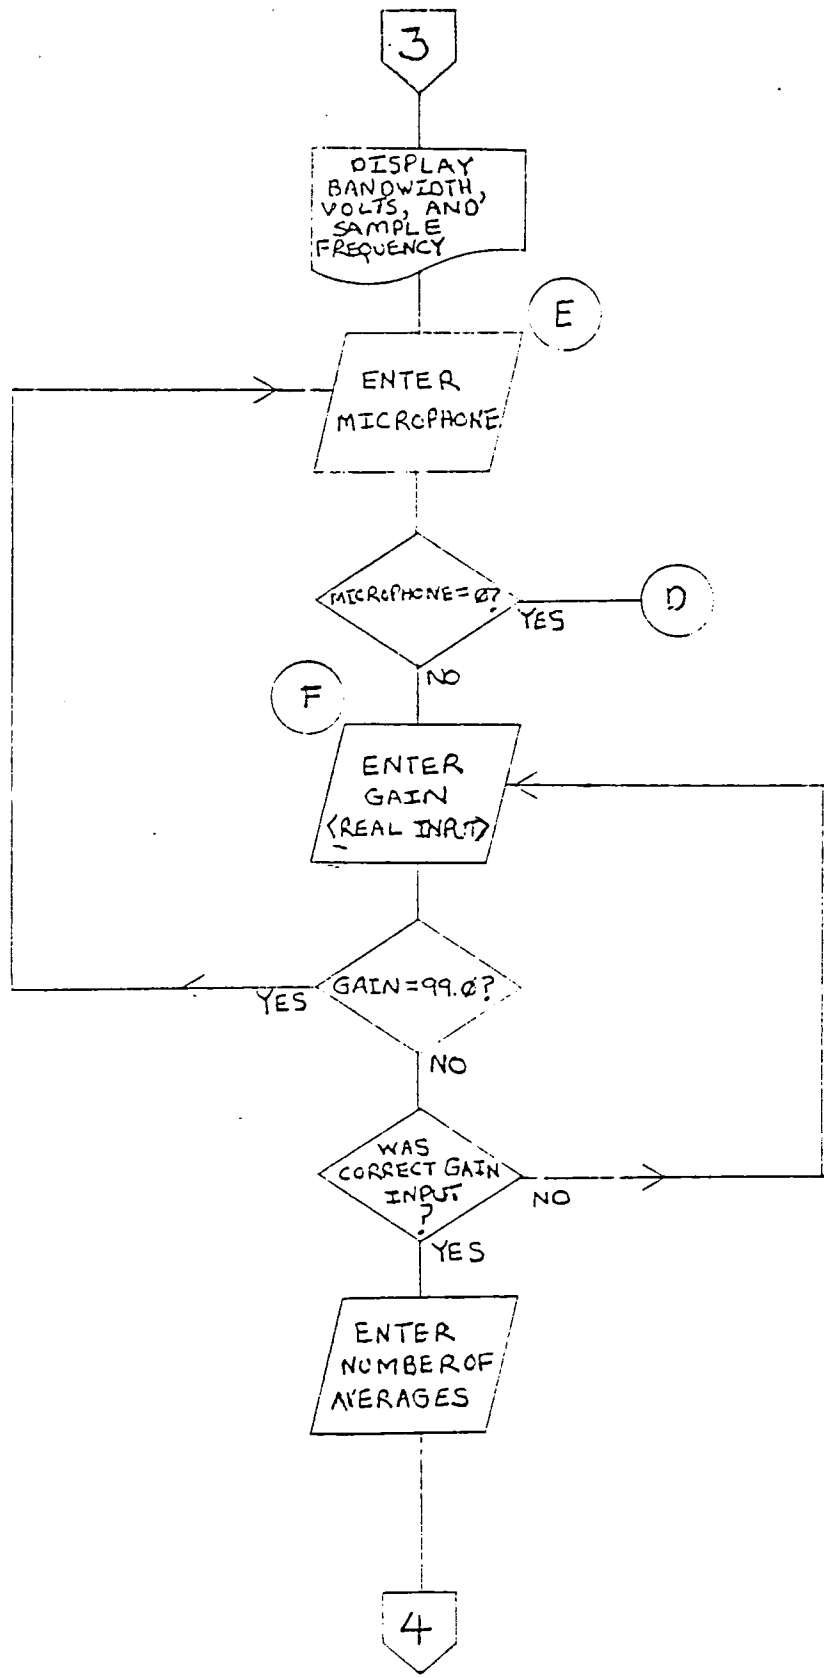 3
DISPLAY
BANDWIDTH,
VOLTS, AND
SAMPLE
FREQUENCY
E
ENTER
MICROPHONE
MICROPHONE=Ø?
YES
D
NO
F
ENTER
GAIN
<REAL INPUT>
GAIN=99.Ø?
YES
NO
WAS
CORRECT GAIN
INPUT
?
NO
YES
ENTER
NUMBER OF
AVERAGES
4